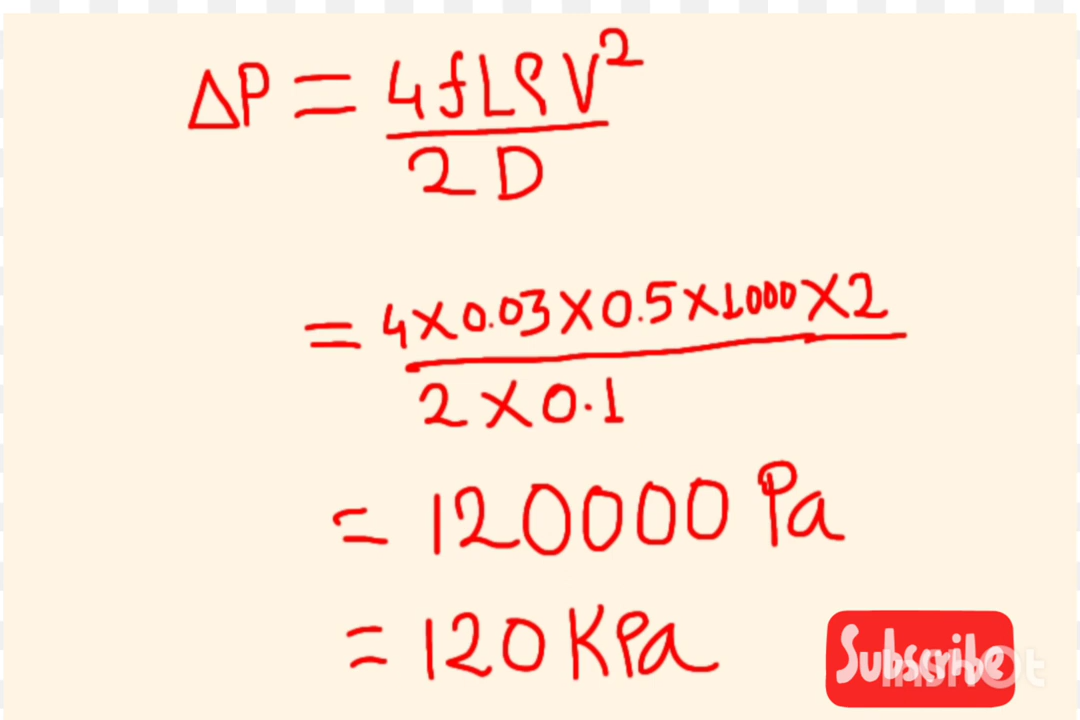 ΔP = 4fLρV²
2D
= 4×0.03×0.5×1000×2
2×0.1
= 120000 Pa
= 120 KPa
Subscribe